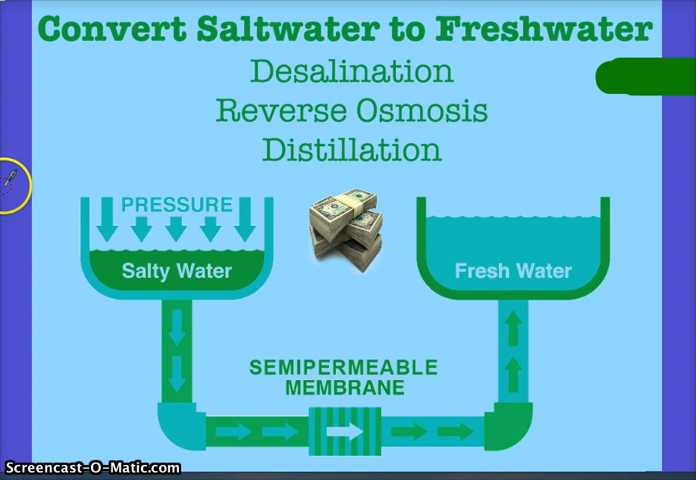 Convert Saltwater to Freshwater
Desalination
Reverse Osmosis
Distillation
PRESSURE
Salty Water
Fresh Water
SEMIPERMEABLE
MEMBRANE
Screencast-O-Matic.com